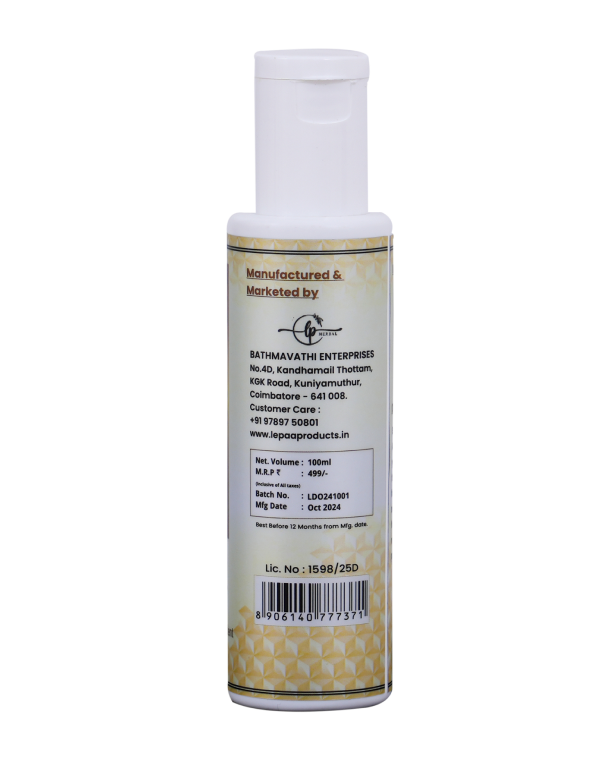 Manufactured &
Marketed by
lp
HERBAL
BATHMAVATHI ENTERPRISES
No.4D, Kandhamail Thottam,
KGK Road, Kuniyamuthur,
Coimbatore - 641 008.
Customer Care :
+91 97897 50801
www.lepaaproducts.in
Net. Volume : 100ml
M.R.P ₹ : 499/-
(Inclusive of All taxes)
Batch No. : LDO241001
Mfg Date : Oct 2024
Best Before 12 Months from Mfg. date.
Lic. No : 1598/25D
8 906140 777371